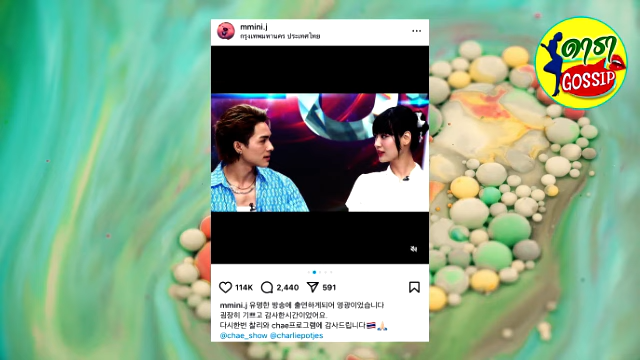 mmini.j
กรุงเทพมหานคร ประเทศไทย
ดารา
GOSSIP
114K 2,440 591
mmini.j 유명한 방송에 출연하게되어 영광이었습니다
굉장히 기쁘고 감사한시간이었어요.
다시한번 찰리와 chae프로그램에 감사드립니다🇹🇭🙏🏻
@chae_show @charliepotjes